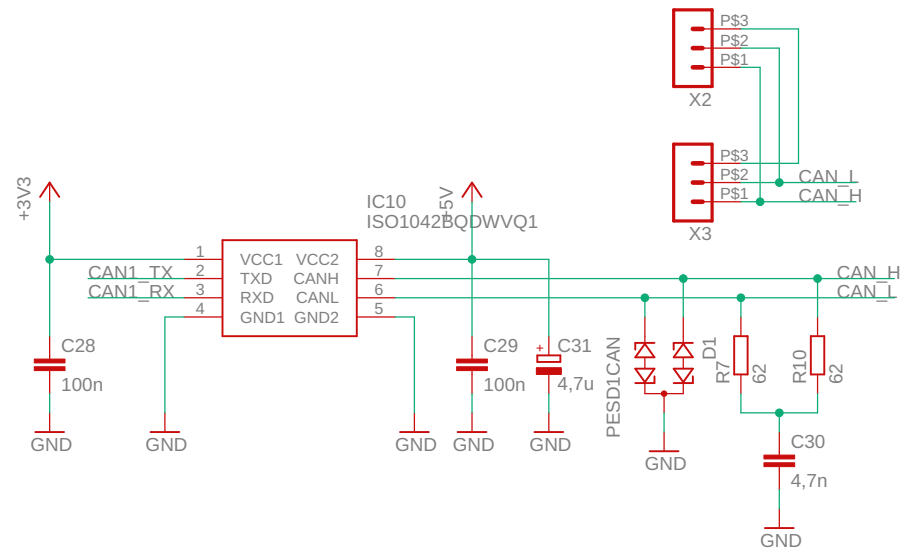 P$3
P$2
P$1
X2
P$3
P$2 CAN_L
P$1 CAN_H
X3
+3V3
+5V
IC10
ISO1042BQDWVQ1
1 VCC1 VCC2 8
CAN1_TX 2 TXD CANH 7 CAN_H
CAN1_RX 3 RXD CANL 6 CAN_L
4 GND1 GND2 5
C28
100n
C29
100n
+
C31
4,7u
PESD1CAN
D1
R7
62
R10
62
GND
GND
GND
GND
GND
GND
C30
4,7n
GND